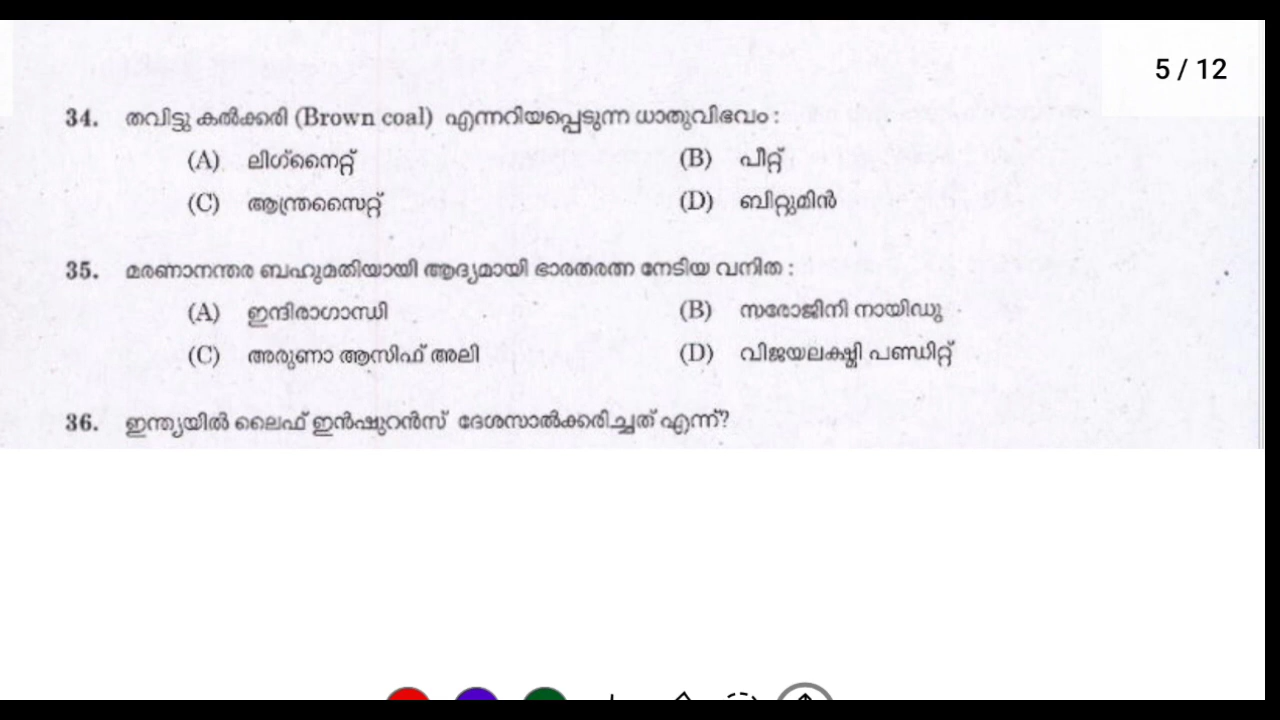 5 / 12
34. തവിട്ടു കൽക്കരി (Brown coal) എന്നറിയപ്പെടുന്ന ധാതുവിഭവം :
(A) ലിഗ്നൈറ്റ് (B) പീറ്റ്
(C) ആന്ത്രസൈറ്റ് (D) ബിറ്റുമിൻ
35. മരണാനന്തര ബഹുമതിയായി ആദ്യമായി ഭാരതരത്ന നേടിയ വനിത :
(A) ഇന്ദിരാഗാന്ധി (B) സരോജിനി നായിഡു
(C) അരുണാ ആസിഫ് അലി (D) വിജയലക്ഷ്മി പണ്ഡിറ്റ്
36. ഇന്ത്യയിൽ ലൈഫ് ഇൻഷുറൻസ് ദേശസാൽക്കരിച്ചത് എന്ന്?